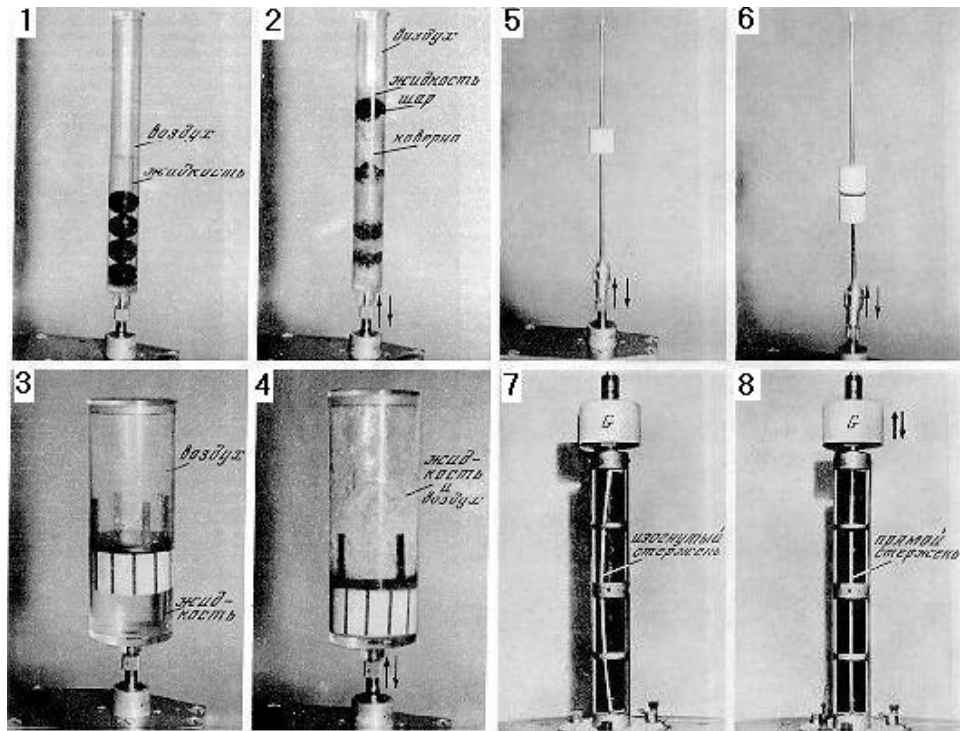 1
воздух
жидкость
2
воздух
жидкость
шар
каверна
5
6
3
воздух
жид-
кость
4
жид-
кость
и
воздух
7
G
изогнутый
стержень
8
G
прямой
стержень